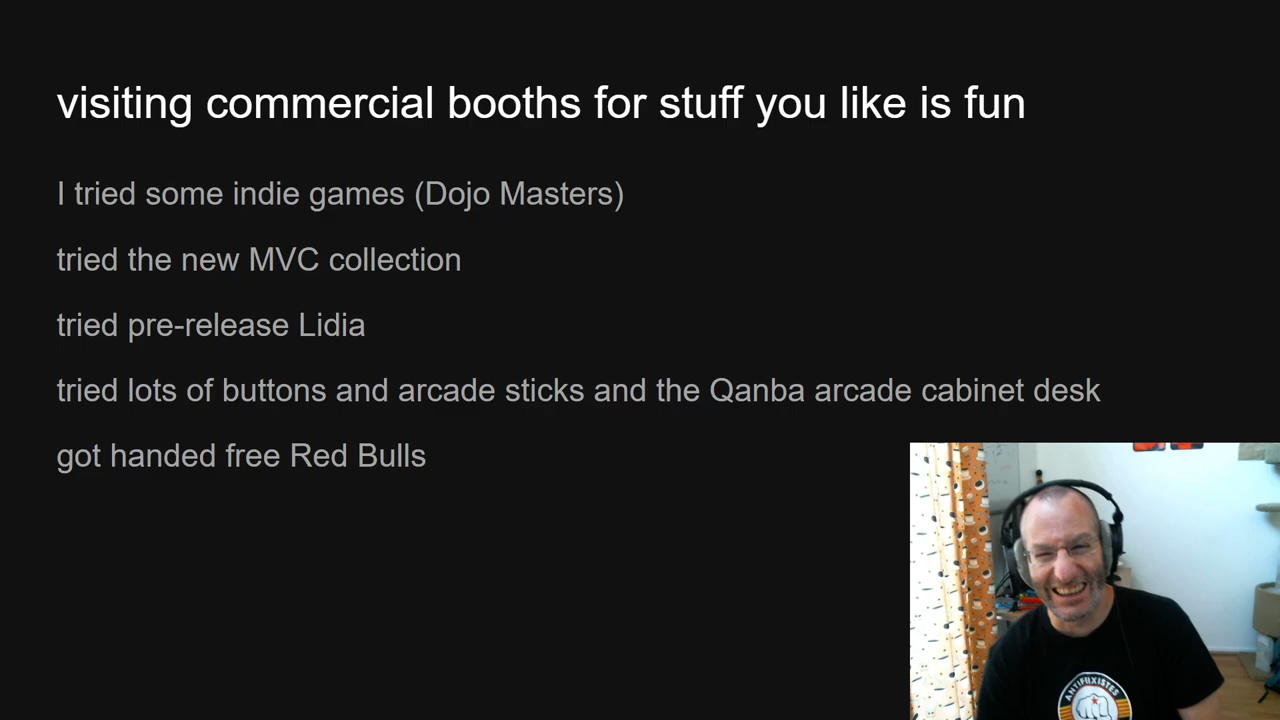 visiting commercial booths for stuff you like is fun
I tried some indie games (Dojo Masters)
tried the new MVC collection
tried pre-release Lidia
tried lots of buttons and arcade sticks and the Qanba arcade cabinet desk
got handed free Red Bulls
ANTIFIXISTES